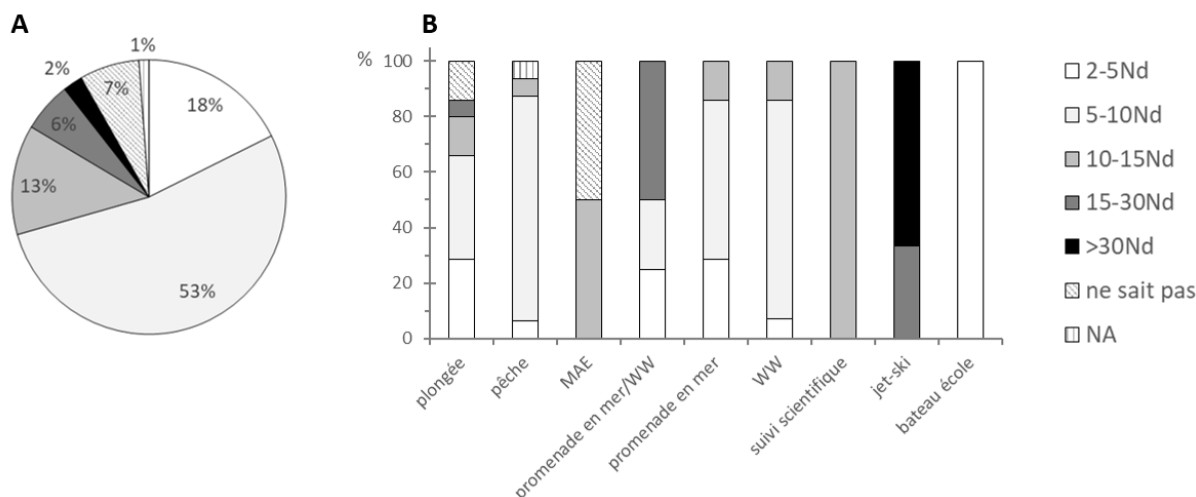 A
1%
2%
7%
18%
6%
13%
53%
B
%
100
80
60
40
20
0
plongée
pêche
MAE
promenade en mer/WW
promenade en mer
WW
suivi scientifique
jet-ski
bateau école
2-5Nd
5-10Nd
10-15Nd
15-30Nd
>30Nd
ne sait pas
NA